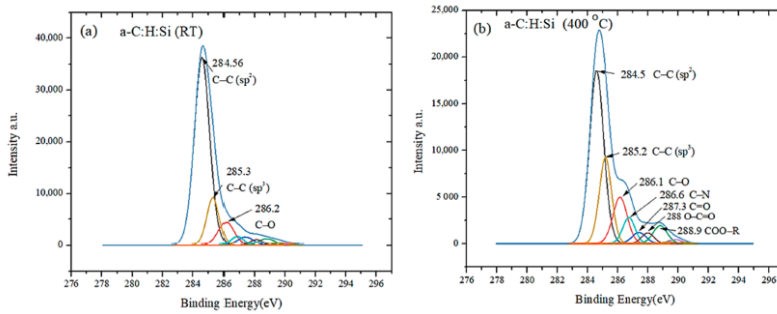 (a) a-C:H:Si (RT)
40,000
30,000
20,000
10,000
0
Intensity a.u.
284.56
C–C (sp²)
285.3
C–C (sp³)
286.2
C–O
276 278 280 282 284 286 288 290 292 294 296
Binding Energy(eV)
(b) a-C:H:Si (400 °C)
25,000
20,000
15,000
10,000
5,000
0
Intensity a.u.
284.5 C–C (sp²)
285.2 C–C (sp³)
286.1 C–O
286.6 C–N
287.3 C=O
288 O–C=O
288.9 COO–R
276 278 280 282 284 286 288 290 292 294 296
Binding Energy(eV)